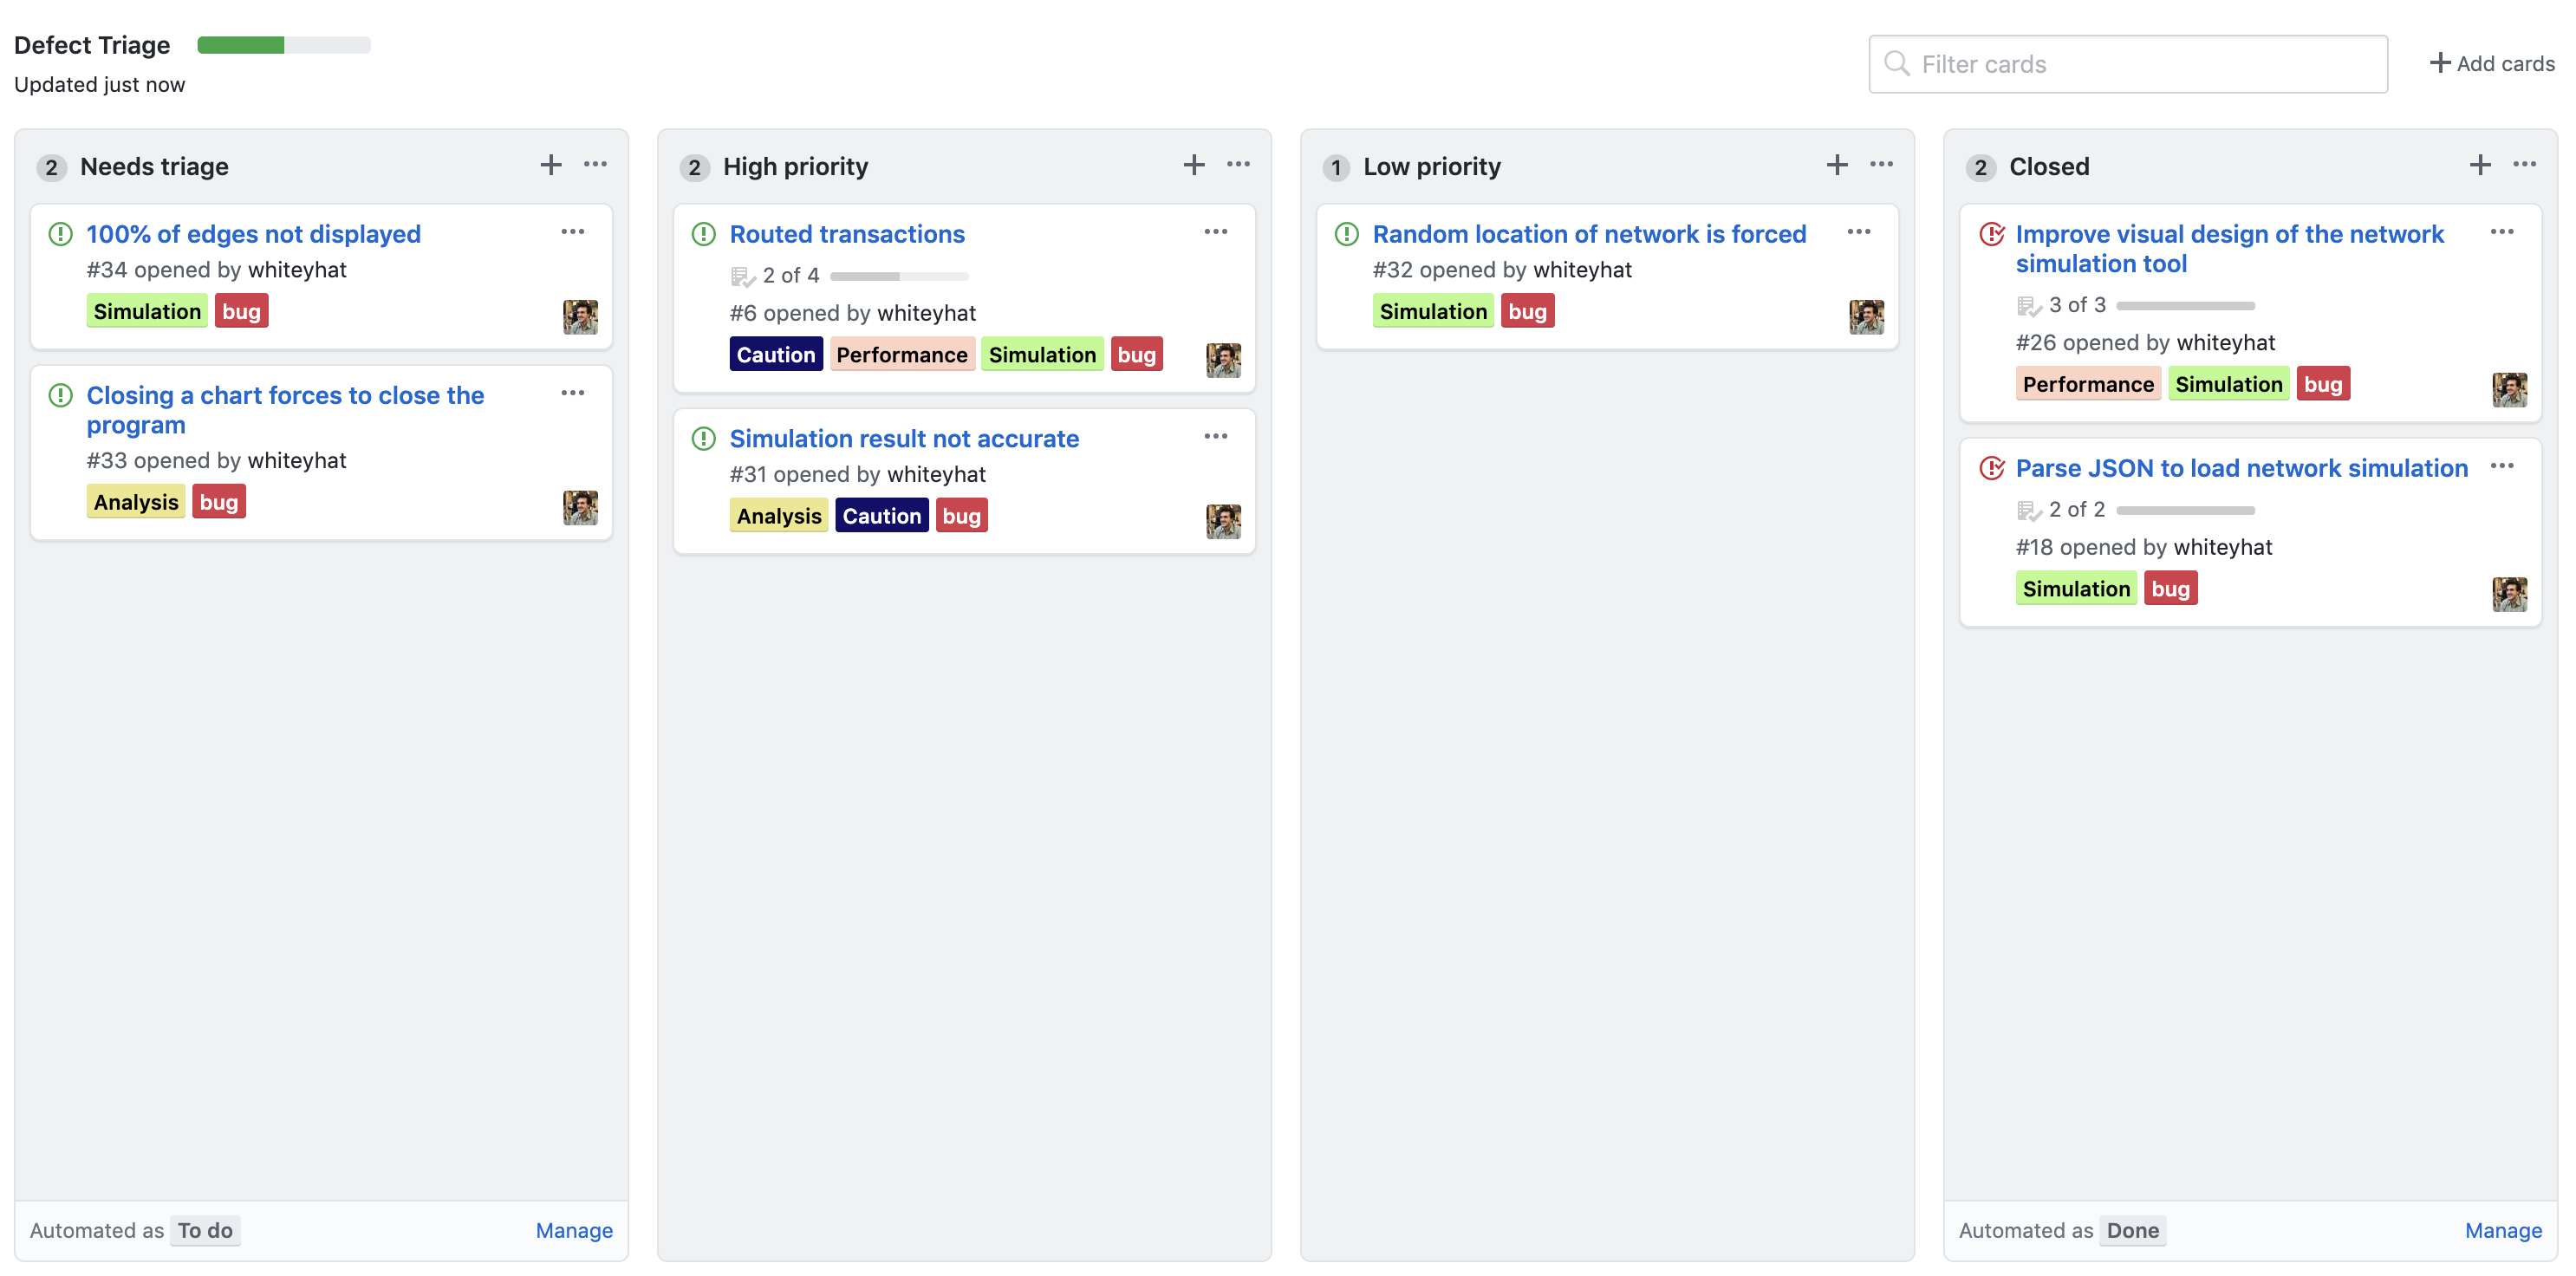 Defect Triage
Updated just now
Filter cards
Add cards
2 Needs triage
100% of edges not displayed
#34 opened by whiteyhat
Simulation bug
Closing a chart forces to close the
program
#33 opened by whiteyhat
Analysis bug
Automated as To do Manage
2 High priority
Routed transactions
2 of 4
#6 opened by whiteyhat
Caution Performance Simulation bug
Simulation result not accurate
#31 opened by whiteyhat
Analysis Caution bug
1 Low priority
Random location of network is forced
#32 opened by whiteyhat
Simulation bug
2 Closed
Improve visual design of the network
simulation tool
3 of 3
#26 opened by whiteyhat
Performance Simulation bug
Parse JSON to load network simulation
2 of 2
#18 opened by whiteyhat
Simulation bug
Automated as Done Manage